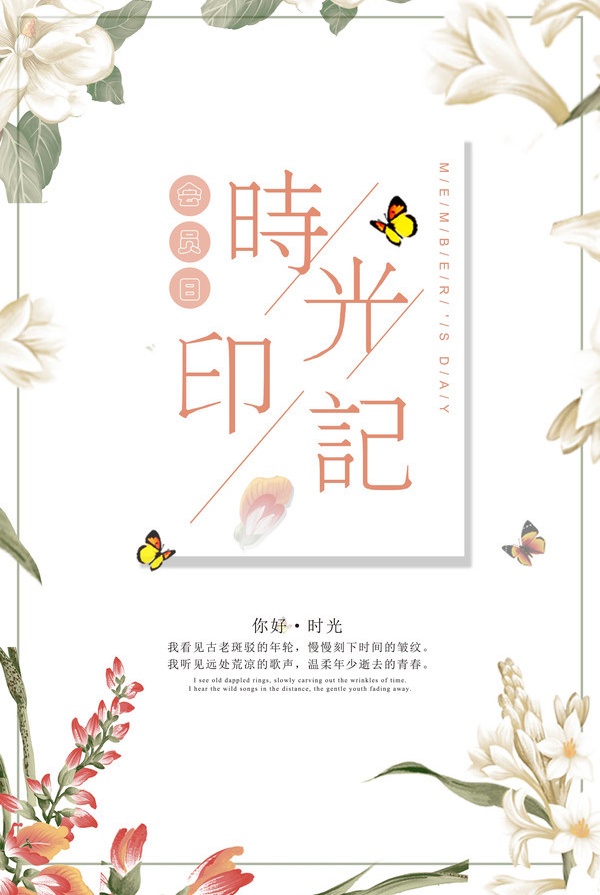 会员日
時光
印記
M/E/M/B/E/R/'/S D/A/Y
你好·时光
我看见古老斑驳的年轮，慢慢刻下时间的皱纹。
我听见远处荒凉的歌声，温柔年少逝去的青春。
I see old dappled rings, slowly carving out the wrinkles of time.
I hear the wild songs in the distance, the gentle youth fading away.